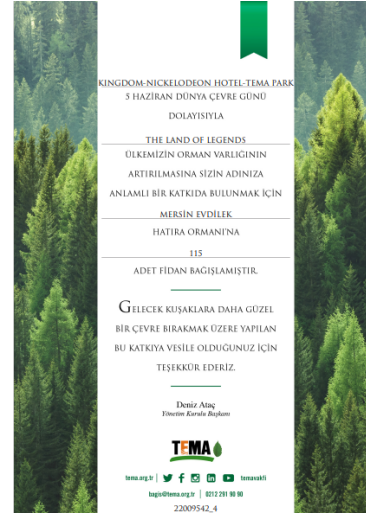 KINGDOM-NICKELODEON HOTEL-TEMA PARK
5 HAZİRAN DÜNYA ÇEVRE GÜNÜ
DOLAYISIYLA
THE LAND OF LEGENDS
ÜLKEMİZİN ORMAN VARLIĞININ
ARTIRILMASINA SİZİN ADINIZA
ANLAMLI BİR KATKIDA BULUNMAK İÇİN
MERSİN EVDİLEK
HATIRA ORMANI'NA
115
ADET FİDAN BAĞIŞLAMIŞTIR.
GELECEK KUŞAKLARA DAHA GÜZEL
BİR ÇEVRE BIRAKMAK ÜZERE YAPILAN
BU KATKIYA VESİLE OLDUĞUNUZ İÇİN
TEŞEKKÜR EDERİZ.
Deniz Ataç
Yönetim Kurulu Başkanı
TEMA
tema.org.tr | temavakfi
bagis@tema.org.tr | 0212 291 90 90
22009542_4